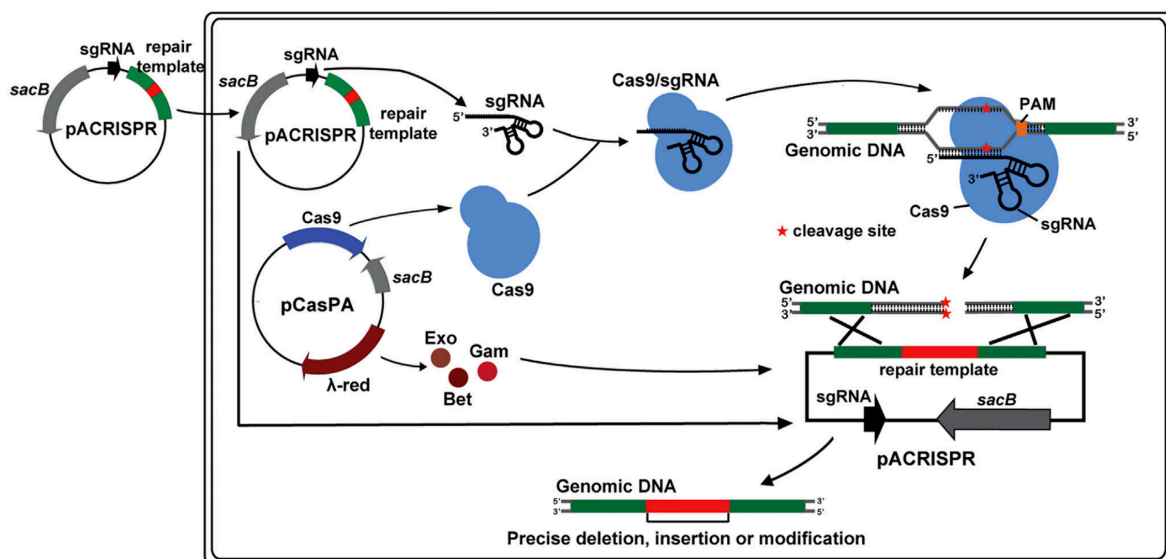 sgRNA
repair
template
sacB
pACRISPR
sgRNA
sacB
repair
template
pACRISPR
sgRNA
5’
3’
Cas9/sgRNA
PAM
5’
3’
3’
5’
Genomic DNA
5’
3’
Cas9
sgRNA
cleavage site
Cas9
sacB
pCasPA
λ-red
Cas9
Exo
Gam
Bet
Genomic DNA
5’
3’
3’
5’
repair template
sgRNA
sacB
pACRISPR
Genomic DNA
5’
3’
3’
5’
Precise deletion, insertion or modification